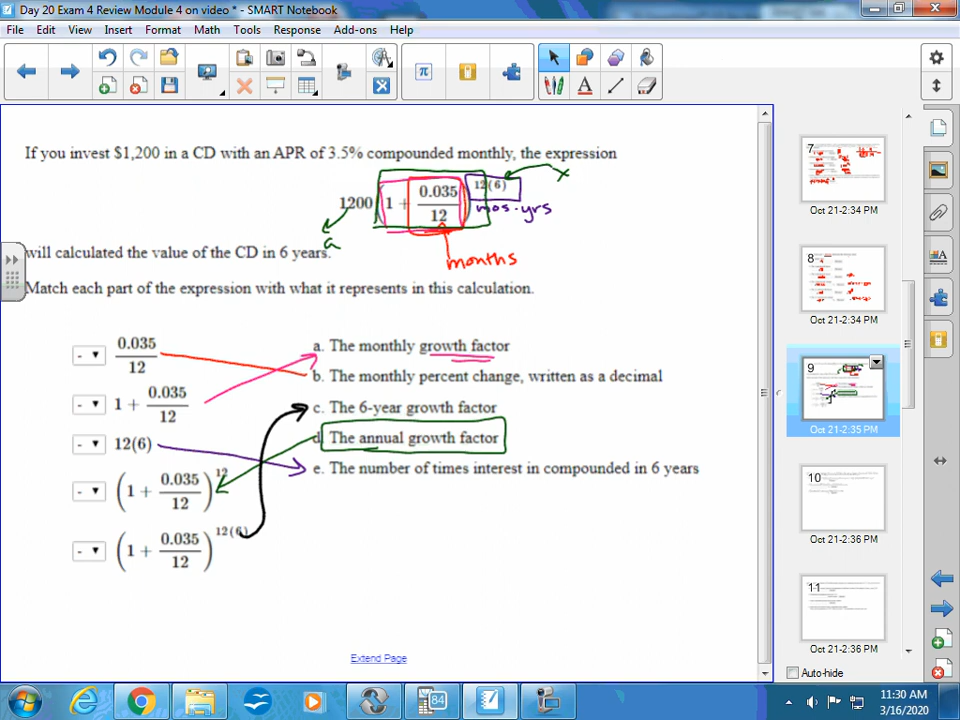 Day 20 Exam 4 Review Module 4 on video * - SMART Notebook
File Edit View Insert Format Math Tools Response Add-ons Help
If you invest $1,200 in a CD with an APR of 3.5% compounded monthly, the expression
1200(1 + 0.035/12)^12(6)
x
mos. yrs
a
will calculated the value of the CD in 6 years.
months
Match each part of the expression with what it represents in this calculation.
- 0.035/12
a. The monthly growth factor
b. The monthly percent change, written as a decimal
- 1 + 0.035/12
c. The 6-year growth factor
- 12(6)
d. The annual growth factor
e. The number of times interest in compounded in 6 years
- (1 + 0.035/12)^12
- (1 + 0.035/12)^12(6)
Extend Page
7
Oct 21-2:34 PM
8
Oct 21-2:34 PM
9
Oct 21-2:35 PM
10
Oct 21-2:36 PM
11
Oct 21-2:36 PM
Auto-hide
84
11:30 AM
3/16/2020